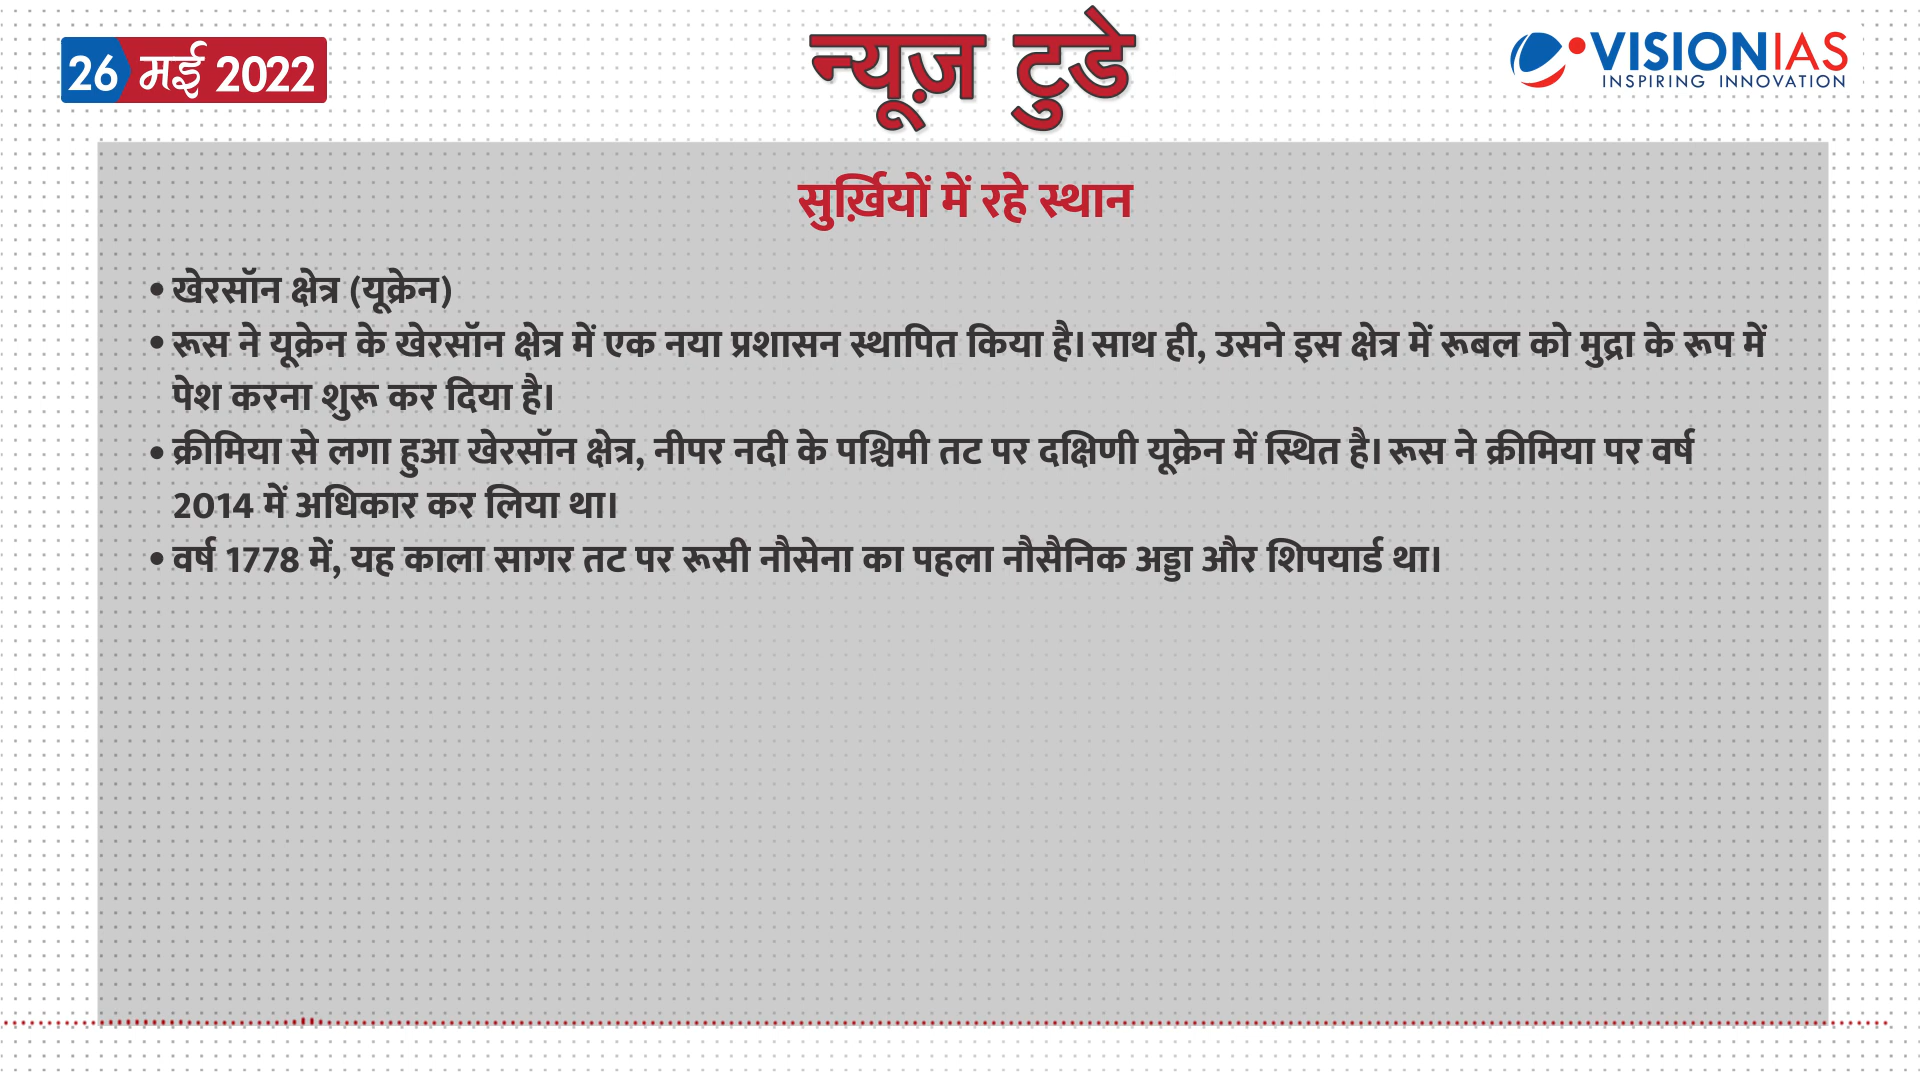 26 मई 2022
न्यूज़ टुडे
VISIONIAS
INSPIRING INNOVATION
सुर्ख़ियों में रहे स्थान
• खेरसॉन क्षेत्र (यूक्रेन)
• रूस ने यूक्रेन के खेरसॉन क्षेत्र में एक नया प्रशासन स्थापित किया है। साथ ही, उसने इस क्षेत्र में रूबल को मुद्रा के रूप में
पेश करना शुरू कर दिया है।
• क्रीमिया से लगा हुआ खेरसॉन क्षेत्र, नीपर नदी के पश्चिमी तट पर दक्षिणी यूक्रेन में स्थित है। रूस ने क्रीमिया पर वर्ष
2014 में अधिकार कर लिया था।
• वर्ष 1778 में, यह काला सागर तट पर रूसी नौसेना का पहला नौसैनिक अड्डा और शिपयार्ड था।